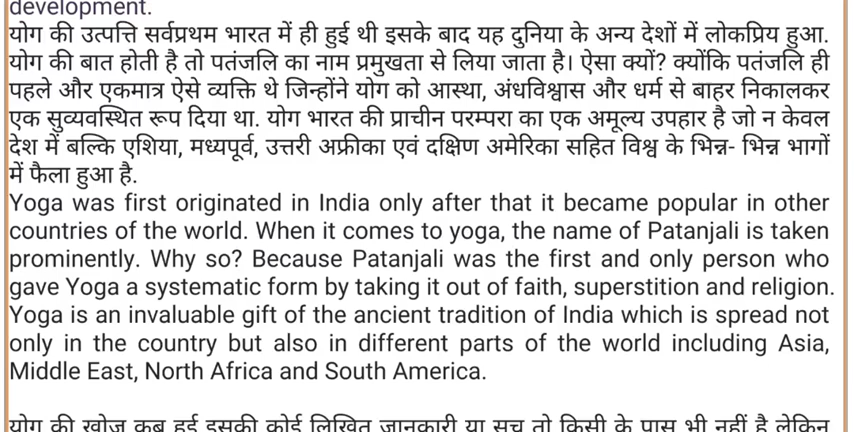 development.
योग की उत्पत्ति सर्वप्रथम भारत में ही हुई थी इसके बाद यह दुनिया के अन्य देशों में लोकप्रिय हुआ.
योग की बात होती है तो पतंजलि का नाम प्रमुखता से लिया जाता है। ऐसा क्यों? क्योंकि पतंजलि ही
पहले और एकमात्र ऐसे व्यक्ति थे जिन्होंने योग को आस्था, अंधविश्वास और धर्म से बाहर निकालकर
एक सुव्यवस्थित रूप दिया था. योग भारत की प्राचीन परम्परा का एक अमूल्य उपहार है जो न केवल
देश में बल्कि एशिया, मध्यपूर्व, उत्तरी अफ्रीका एवं दक्षिण अमेरिका सहित विश्व के भिन्न- भिन्न भागों
में फैला हुआ है.
Yoga was first originated in India only after that it became popular in other
countries of the world. When it comes to yoga, the name of Patanjali is taken
prominently. Why so? Because Patanjali was the first and only person who
gave Yoga a systematic form by taking it out of faith, superstition and religion.
Yoga is an invaluable gift of the ancient tradition of India which is spread not
only in the country but also in different parts of the world including Asia,
Middle East, North Africa and South America.
योग की खोज कब हुई इसकी कोई लिखित जानकारी या सच तो किसी के पास भी नहीं है लेकिन